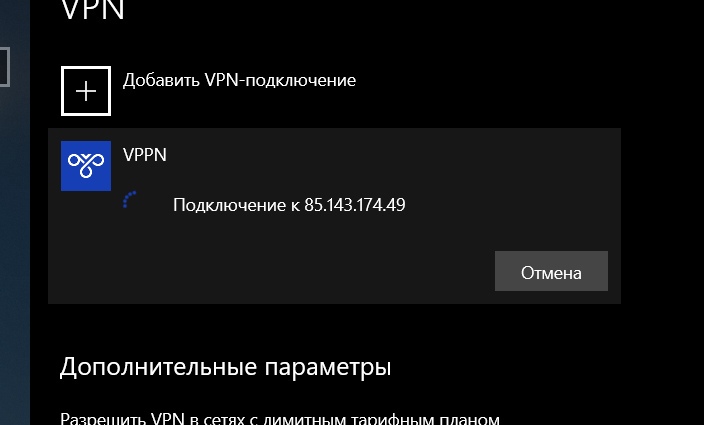 VPN
Добавить VPN-подключение
VPPN
Подключение к 85.143.174.49
Отмена
Дополнительные параметры
Разрешить VPN в сетях с лимитным тарифным планом